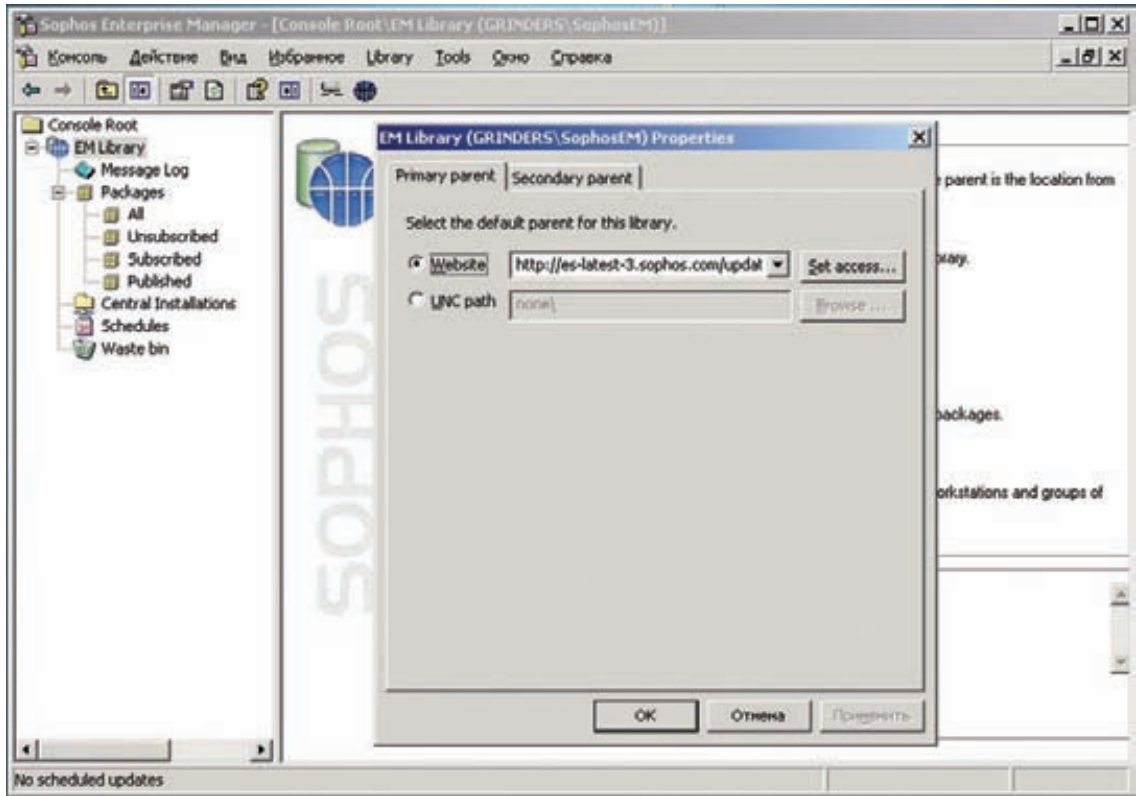 Sophos Enterprise Manager - [Console Root\EM Library (GRINDERS\SophosEM)]
Консоль Действие Вид Избранное Library Tools Окно Справка
Console Root
EM Library
Message Log
Packages
All
Unsubscribed
Subscribed
Published
Central Installations
Schedules
Waste bin
SOPHOS
EM Library (GRINDERS\SophosEM) Properties
Primary parent Secondary parent
Select the default parent for this library.
Website http://es-latest-3.sophos.com/updat Set access...
UNC path none\ Browse ...
OK Отмена Применить
parent is the location from
packages.
orkstations and groups of
No scheduled updates